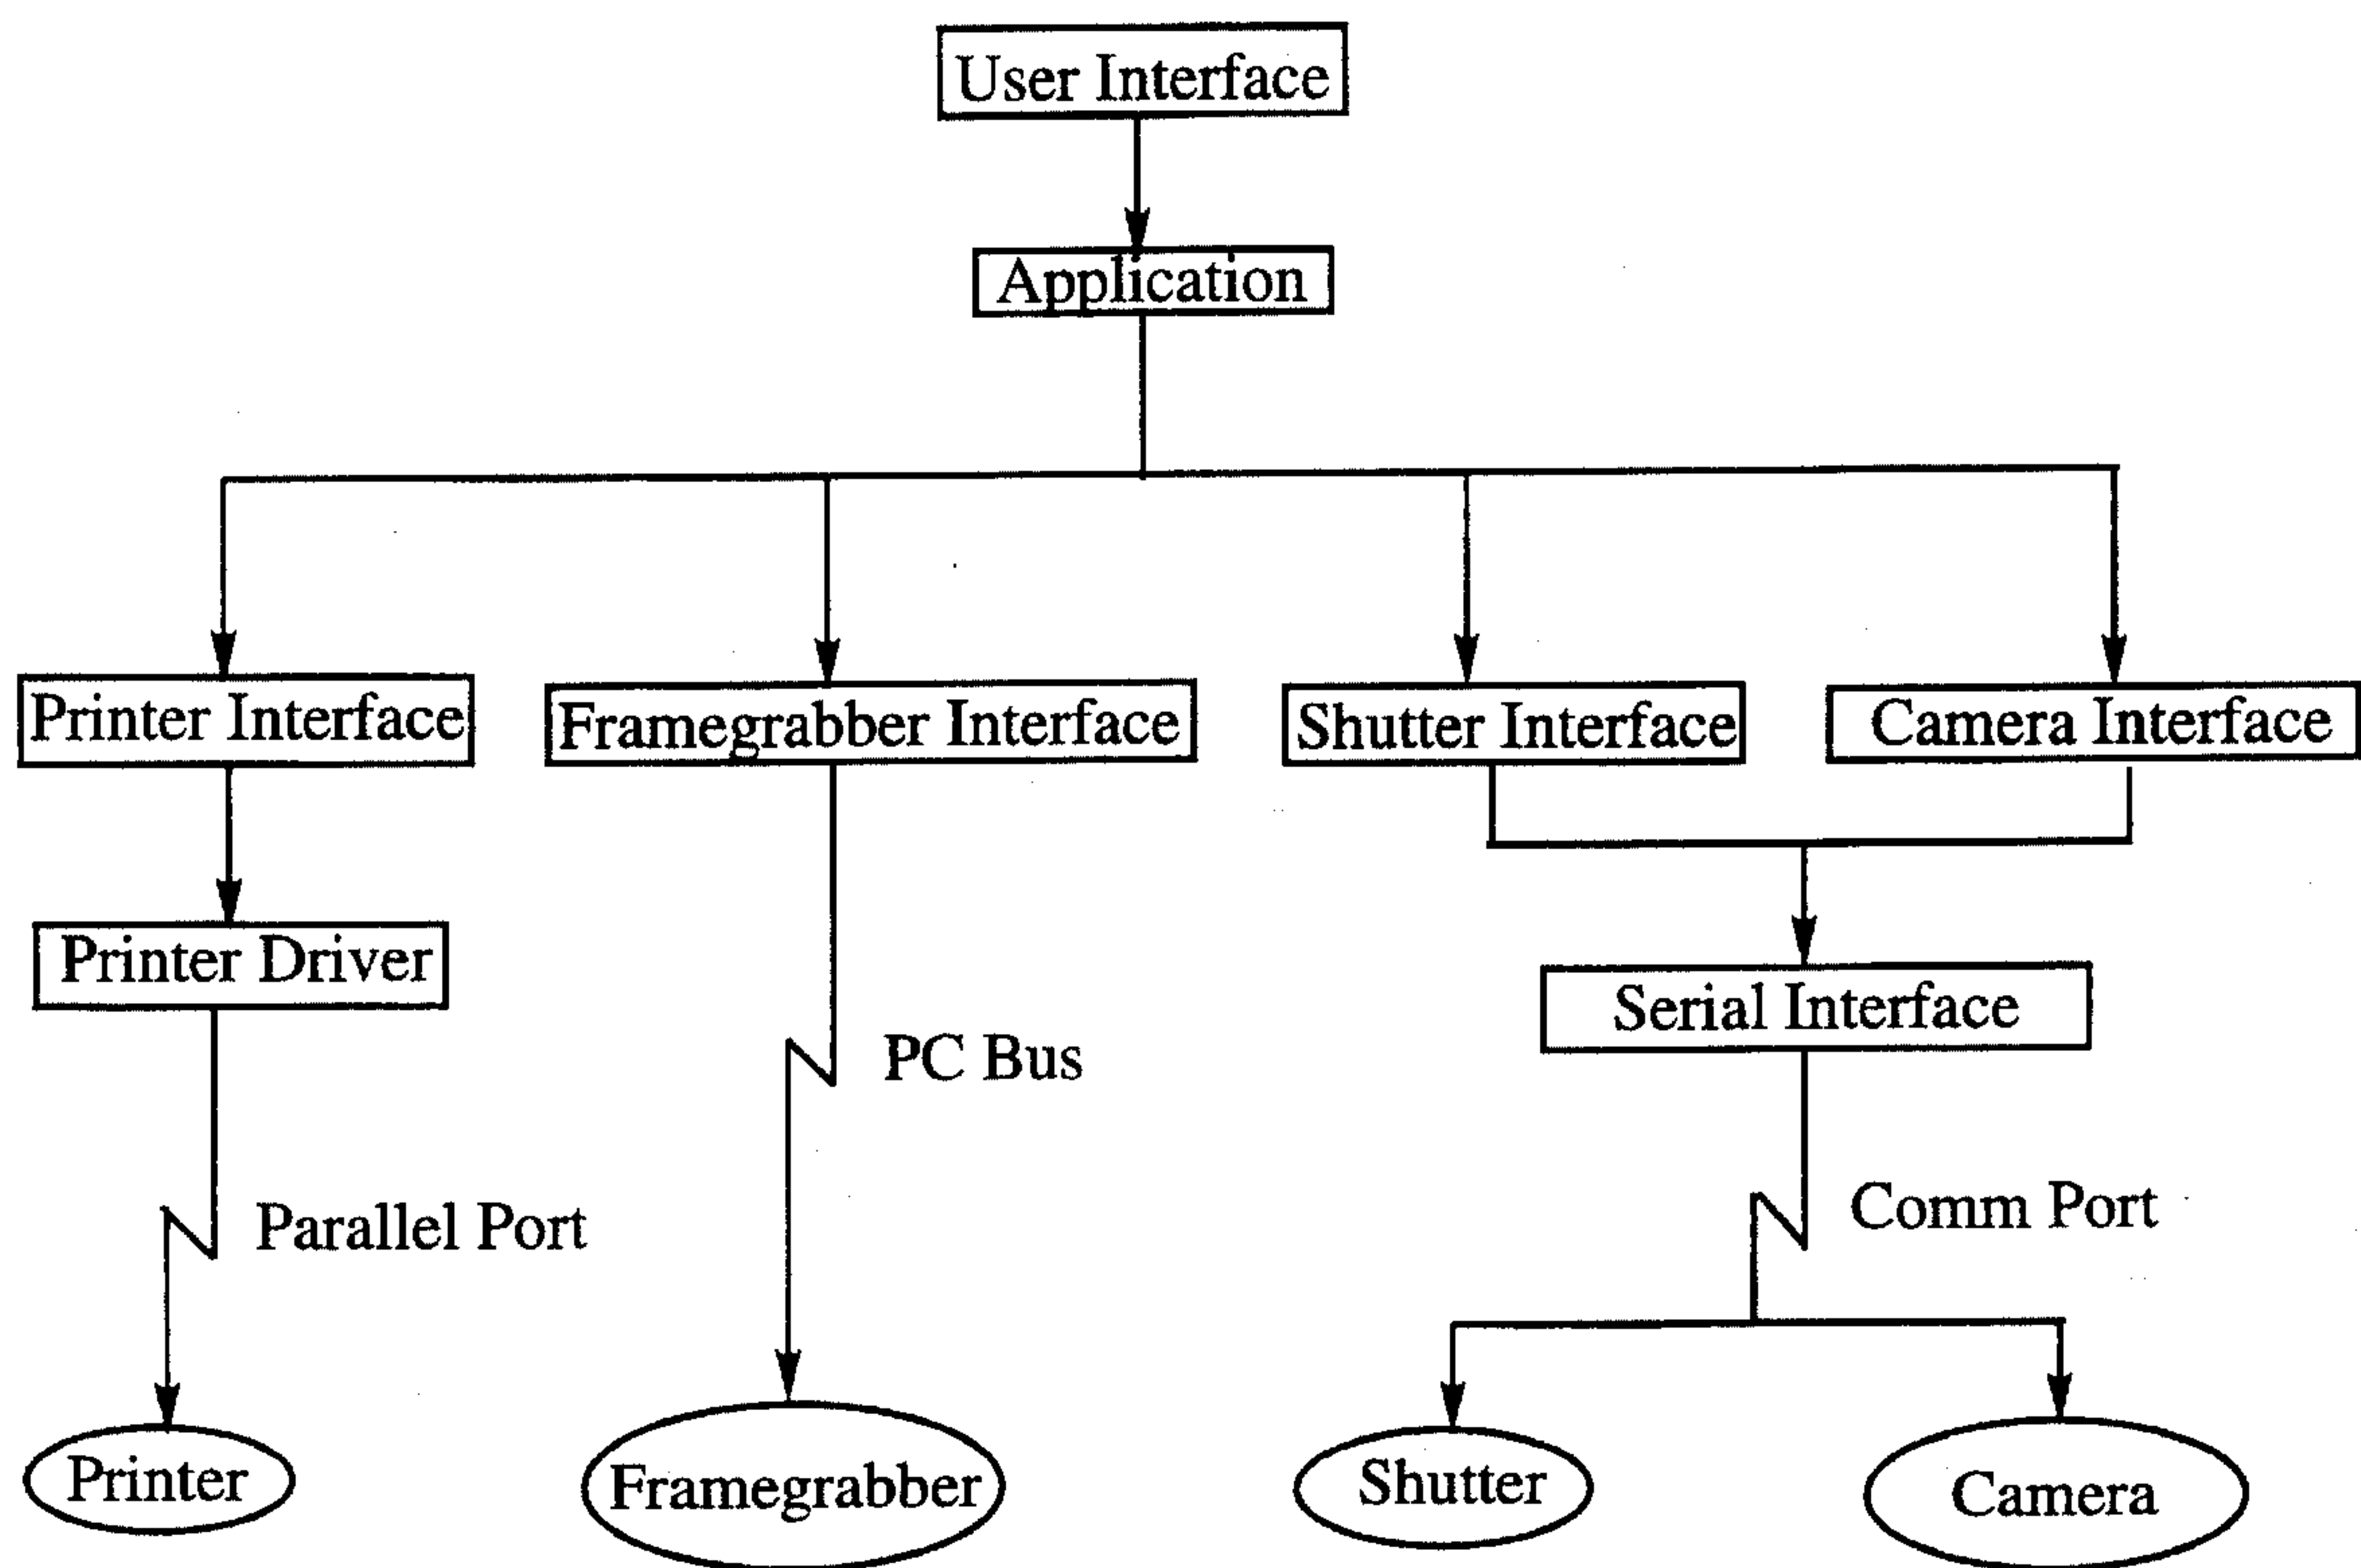 User Interface
Application
Printer Interface
Framegrabber Interface
Shutter Interface
Camera Interface
Printer Driver
Serial Interface
PC Bus
Parallel Port
Comm Port
Printer
Framegrabber
Shutter
Camera